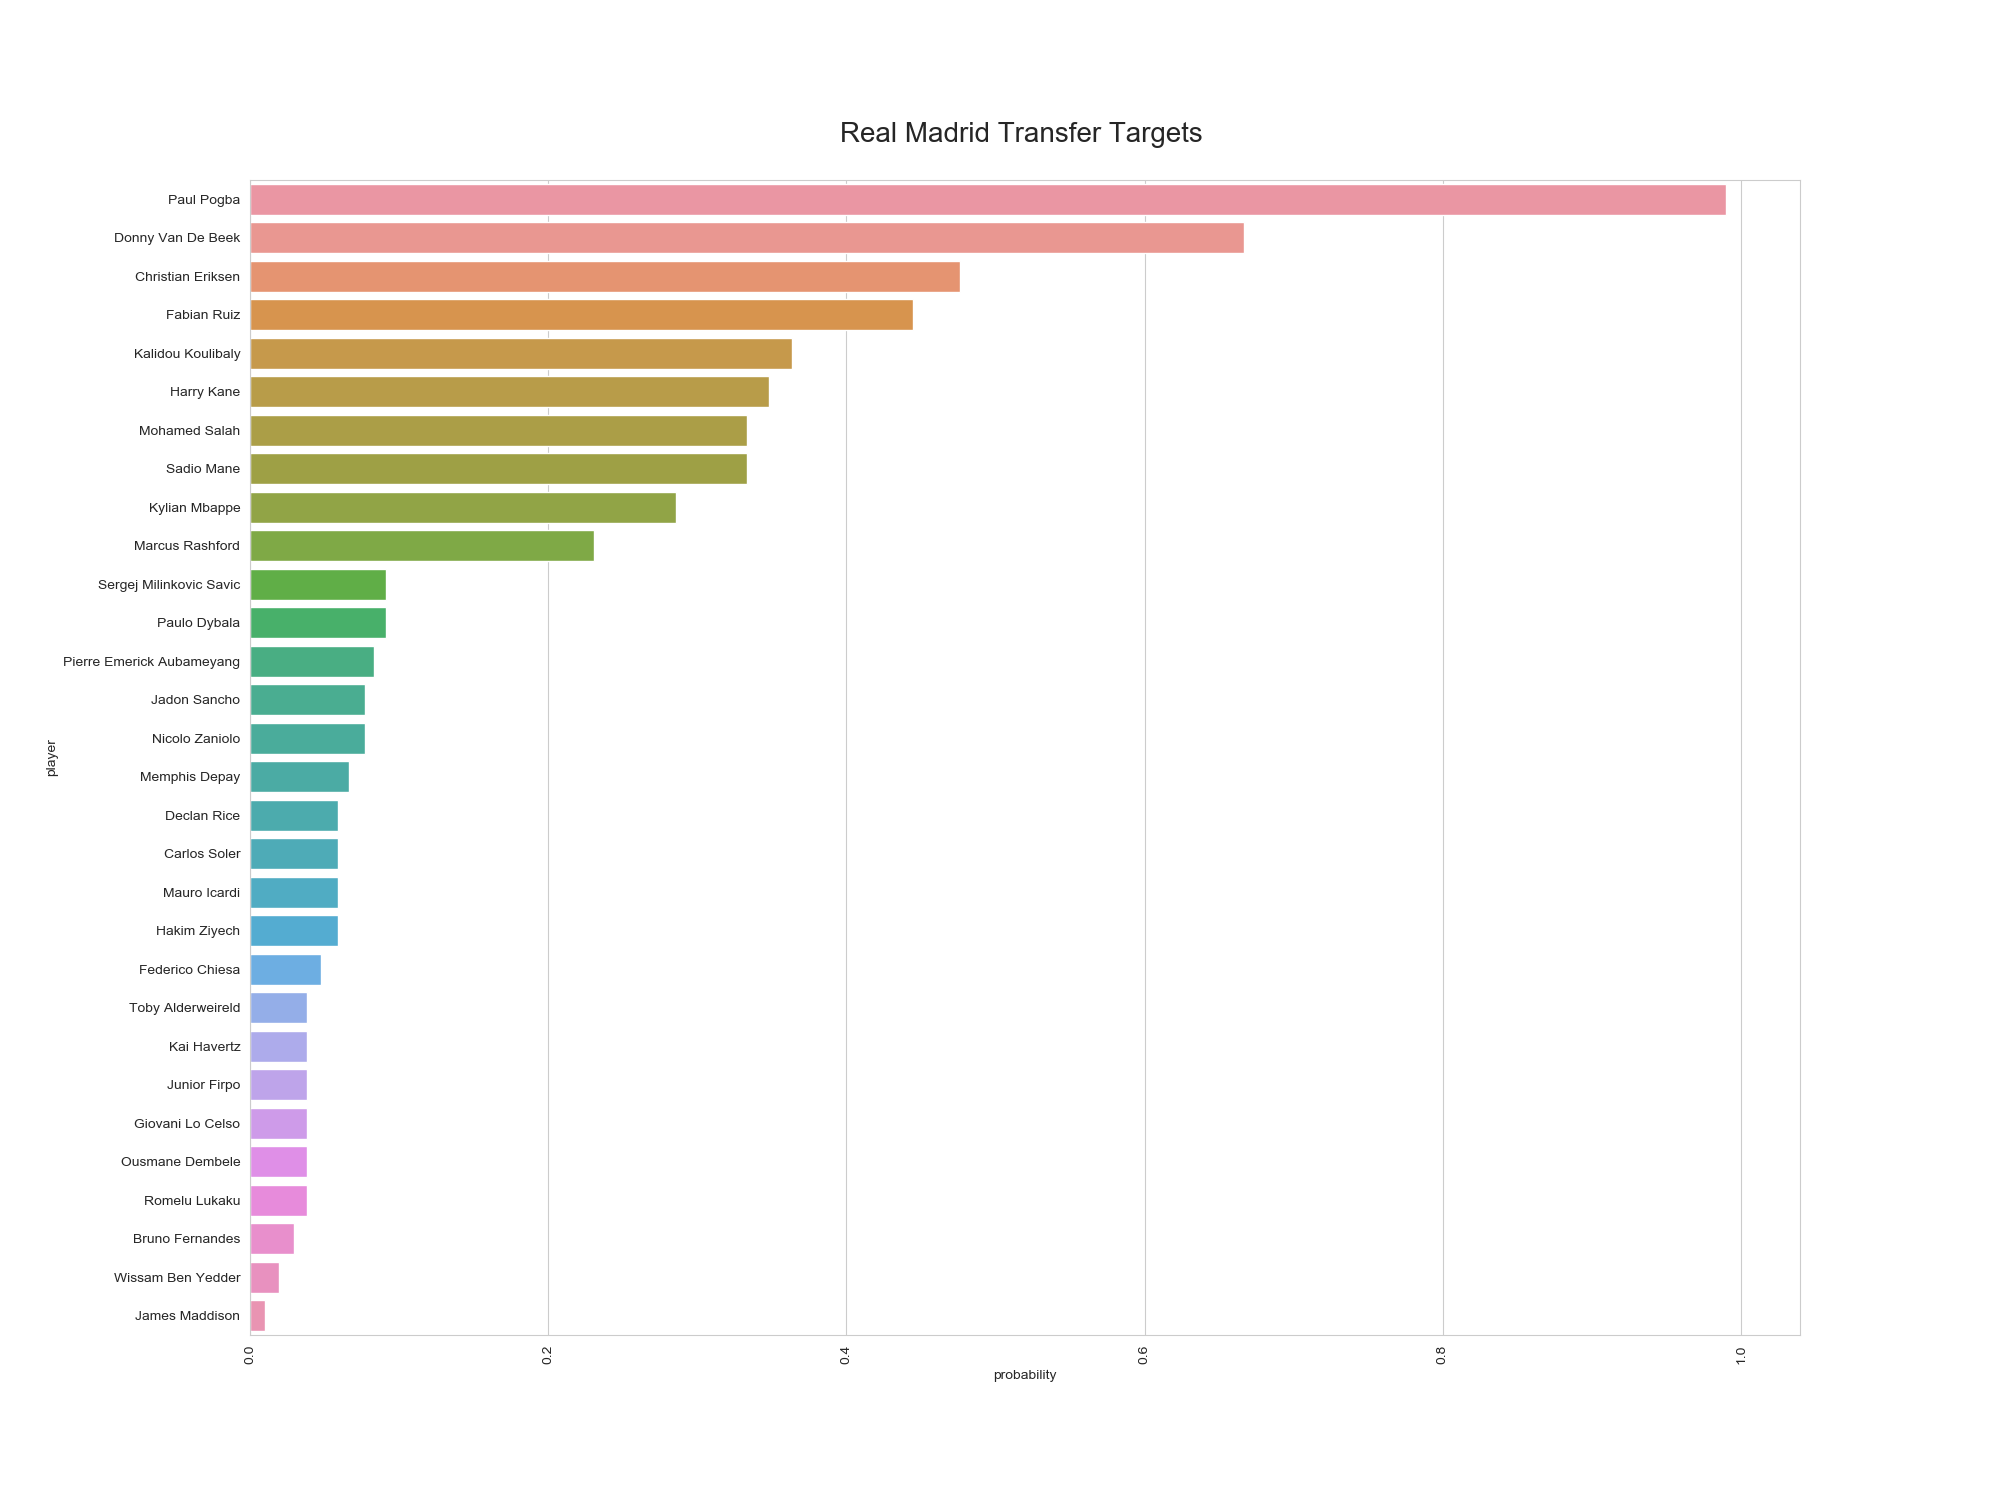 Real Madrid Transfer Targets
Paul Pogba
Donny Van De Beek
Christian Eriksen
Fabian Ruiz
Kalidou Koulibaly
Harry Kane
Mohamed Salah
Sadio Mane
Kylian Mbappe
Marcus Rashford
Sergej Milinkovic Savic
Paulo Dybala
Pierre Emerick Aubameyang
Jadon Sancho
Nicolo Zaniolo
Memphis Depay
Declan Rice
Carlos Soler
Mauro Icardi
Hakim Ziyech
Federico Chiesa
Toby Alderweireld
Kai Havertz
Junior Firpo
Giovani Lo Celso
Ousmane Dembele
Romelu Lukaku
Bruno Fernandes
Wissam Ben Yedder
James Maddison
player
0.0
0.2
0.4
0.6
0.8
1.0
probability